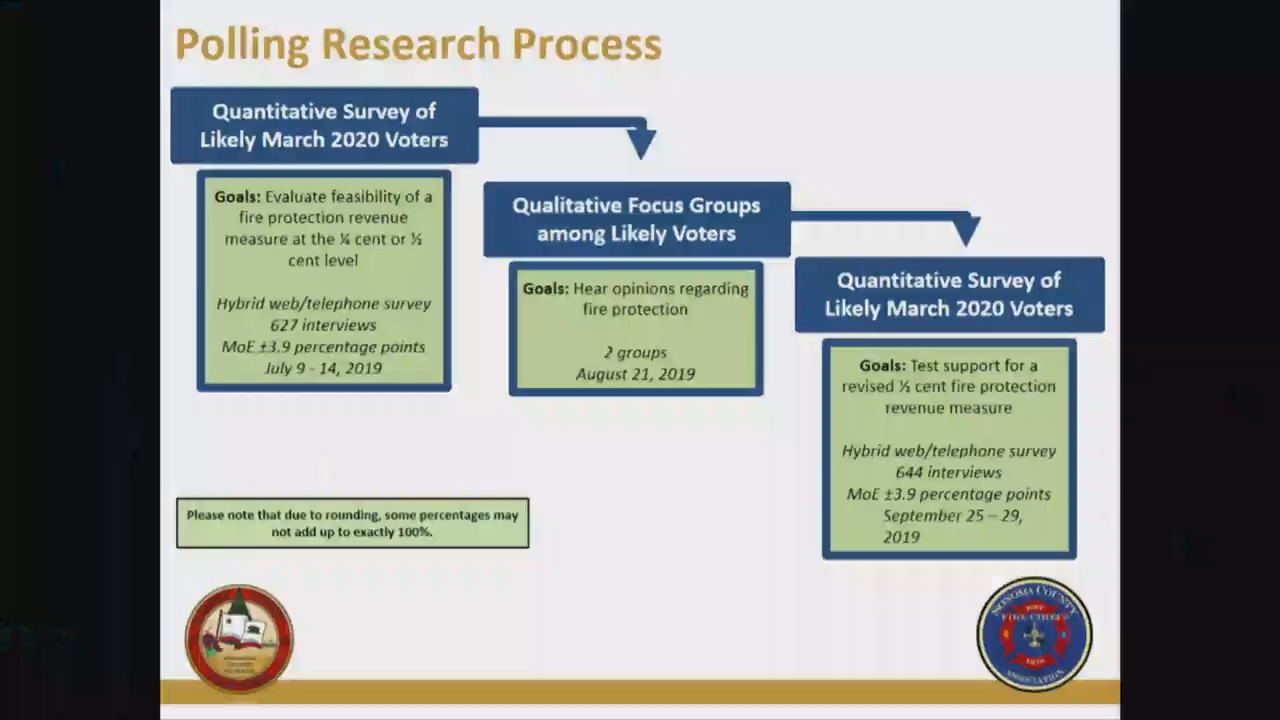 Polling Research Process
Quantitative Survey of
Likely March 2020 Voters
Goals: Evaluate feasibility of a
fire protection revenue
measure at the ¼ cent or ½
cent level
Hybrid web/telephone survey
627 interviews
MoE ±3.9 percentage points
July 9 - 14, 2019
Qualitative Focus Groups
among Likely Voters
Goals: Hear opinions regarding
fire protection
2 groups
August 21, 2019
Quantitative Survey of
Likely March 2020 Voters
Goals: Test support for a
revised ½ cent fire protection
revenue measure
Hybrid web/telephone survey
644 interviews
MoE ±3.9 percentage points
September 25 – 29,
2019
Please note that due to rounding, some percentages may
not add up to exactly 100%.
SONOMA COUNTY
FIRE CHIEFS
ASSOCIATION